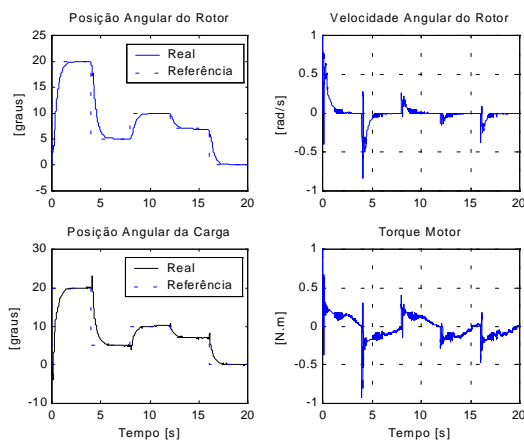 Posição Angular do Rotor
25
20
15
10
5
0
-5
[graus]
Real
Referência
0 5 10 15 20
Velocidade Angular do Rotor
1
0.5
0
-0.5
-1
[rad/s]
0 5 10 15 20
Posição Angular da Carga
30
20
10
0
-10
[graus]
Real
Referência
0 5 10 15 20
Tempo [s]
Torque Motor
1
0.5
0
-0.5
-1
[N.m]
0 5 10 15 20
Tempo [s]